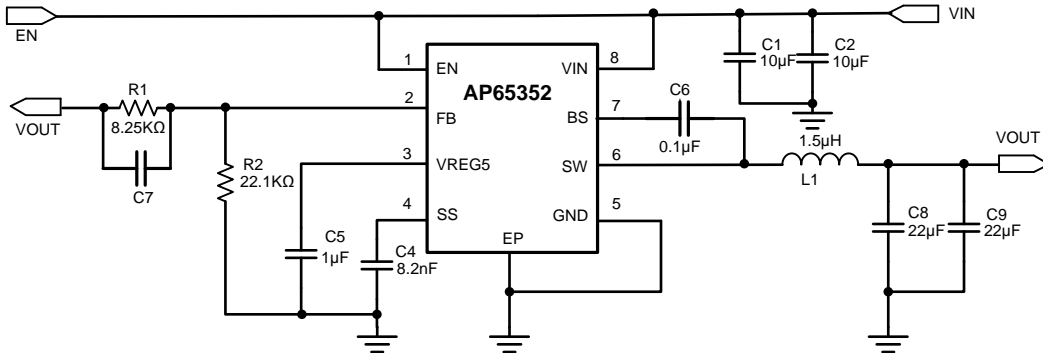 EN
VIN
C1
10µF
C2
10µF
1
EN
VIN
8
AP65352
R1
8.25KΩ
VOUT
C7
2
FB
BS
7
C6
0.1µF
R2
22.1KΩ
3
VREG5
SW
6
1.5µH
L1
VOUT
4
SS
GND
5
EP
C5
1µF
C4
8.2nF
C8
22µF
C9
22µF